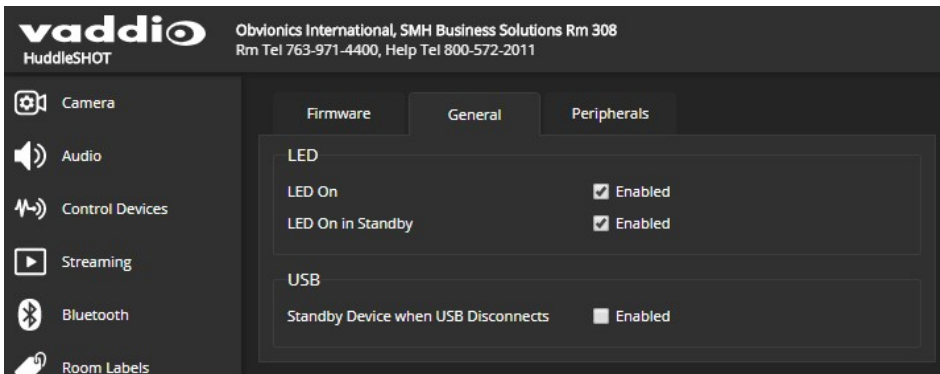 vaddio
HuddleSHOT
Obvionics International, SMH Business Solutions Rm 308
Rm Tel 763-971-4400, Help Tel 800-572-2011
Camera
Audio
Control Devices
Streaming
Bluetooth
Room Labels
Firmware
General
Peripherals
LED
LED On
Enabled
LED On in Standby
Enabled
USB
Standby Device when USB Disconnects
Enabled